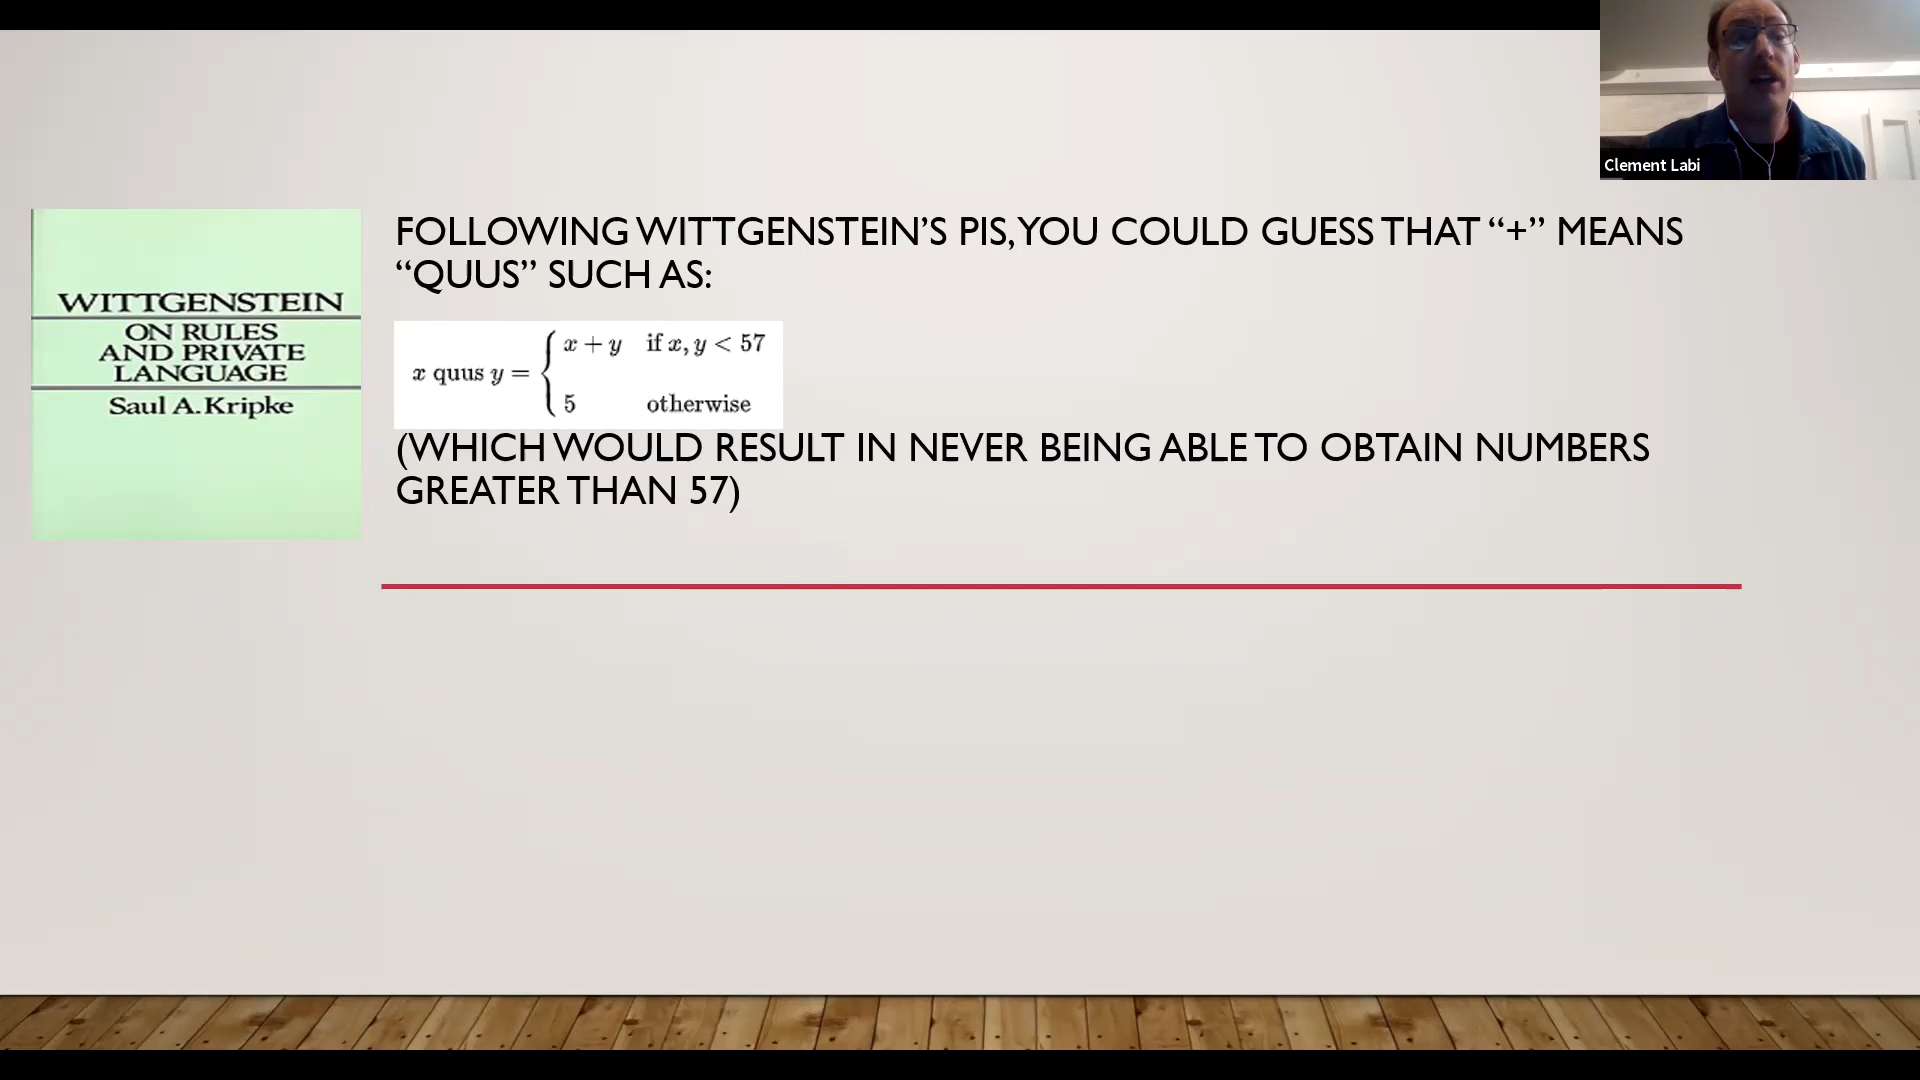 Clement Labi
WITTGENSTEIN
ON RULES
AND PRIVATE
LANGUAGE
Saul A. Kripke
FOLLOWING WITTGENSTEIN’S PIS, YOU COULD GUESS THAT “+” MEANS
“QUUS” SUCH AS:
x + y if x, y < 57
x quus y =
5 otherwise
(WHICH WOULD RESULT IN NEVER BEING ABLE TO OBTAIN NUMBERS
GREATER THAN 57)